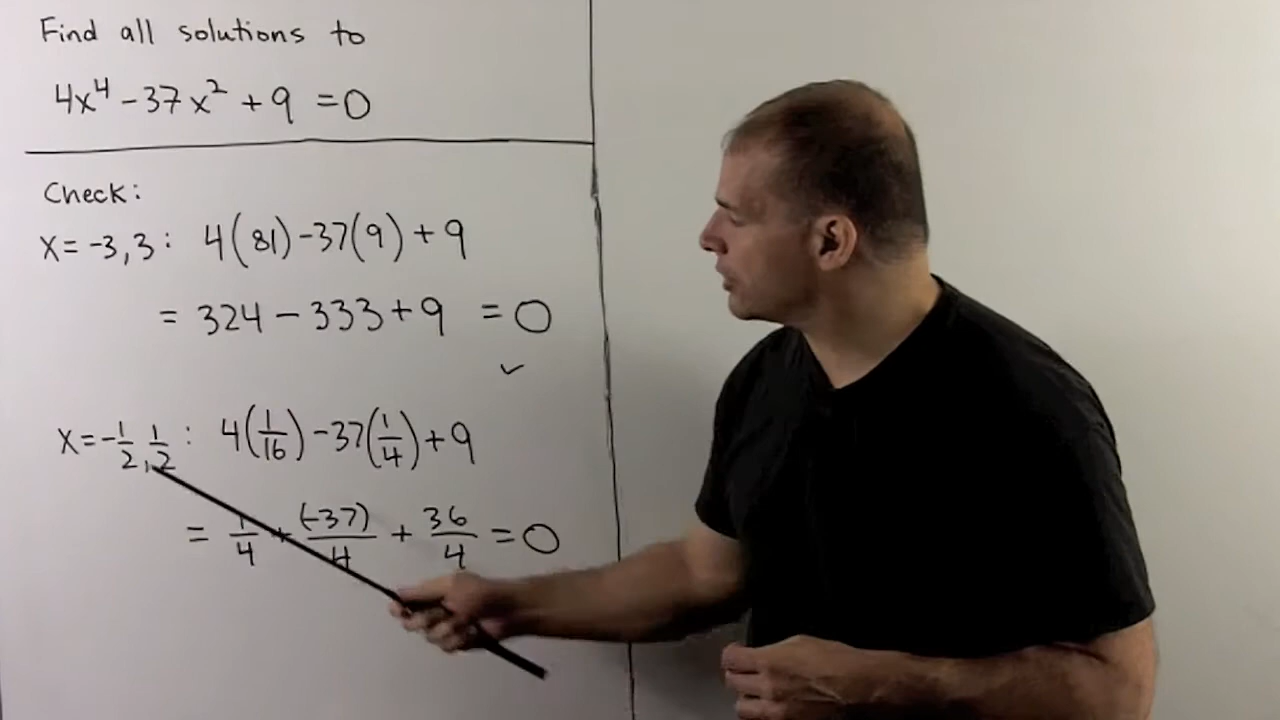 Find all solutions to
4x⁴ - 37x² + 9 = 0
Check:
x = -3, 3 : 4(81) - 37(9) + 9
= 324 - 333 + 9 = 0
✓
x = -1/2, 1/2 : 4(1/16) - 37(1/4) + 9
= 1/4 + (-37)/4 + 36/4 = 0